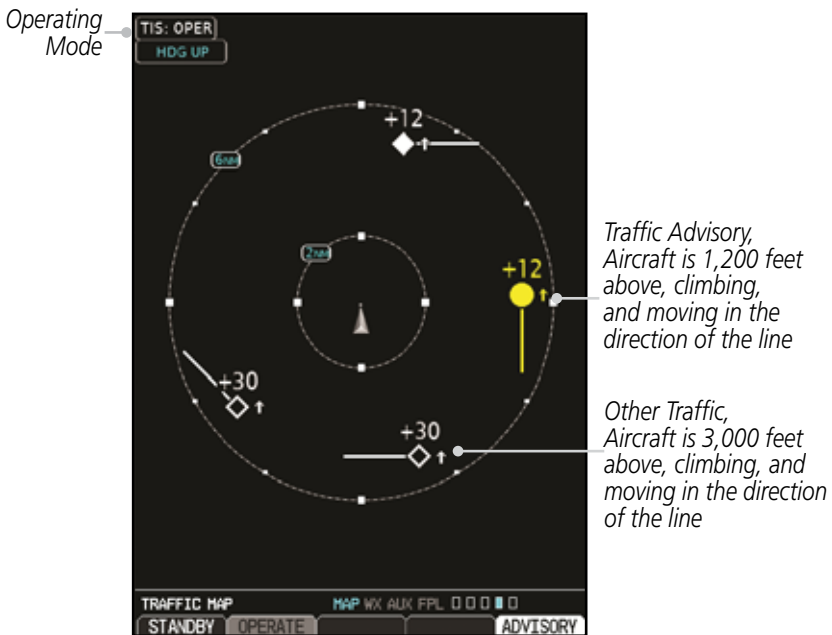 Operating
Mode
TIS: OPER
HDG UP
+12
6NM
2NM
+12
Traffic Advisory,
Aircraft is 1,200 feet
above, climbing,
and moving in the
direction of the line
+30
+30
Other Traffic,
Aircraft is 3,000 feet
above, climbing, and
moving in the direction
of the line
TRAFFIC MAP MAP WX AUX FPL
STANDBY OPERATE ADVISORY